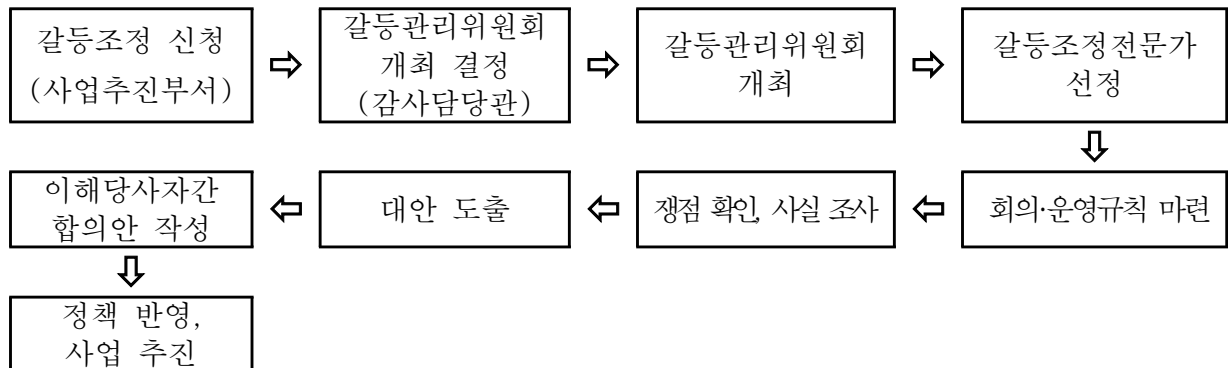 갈등조정 신청
(사업추진부서)
갈등관리위원회
개최 결정
(감사담당관)
갈등관리위원회
개최
갈등조정전문가
선정
회의·운영규칙 마련
쟁점 확인, 사실 조사
대안 도출
이해당사자간
합의안 작성
정책 반영,
사업 추진